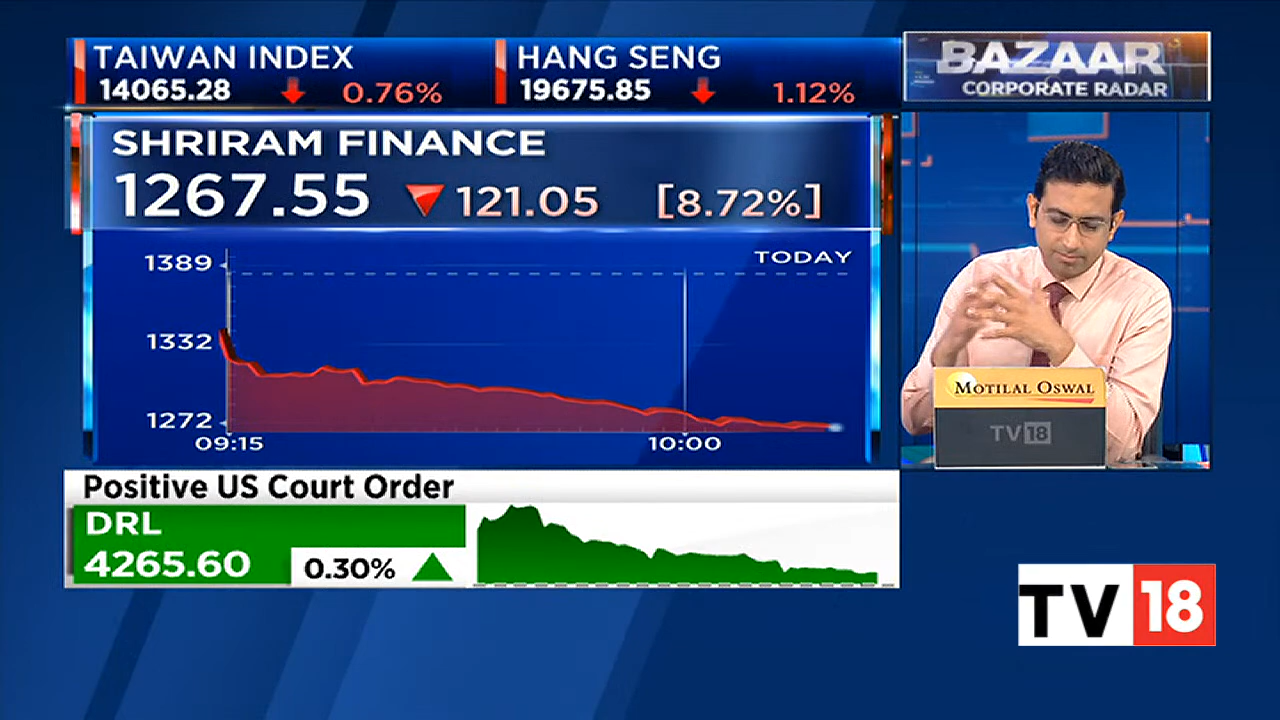 TAIWAN INDEX
14065.28 0.76%
HANG SENG
19675.85 1.12%
BAZAAR
CORPORATE RADAR
SHRIRAM FINANCE
1267.55 121.05 [8.72%]
TODAY
1389
1332
1272
09:15 10:00
MOTILAL OSWAL
TV18
Positive US Court Order
DRL
4265.60 0.30%
TV18